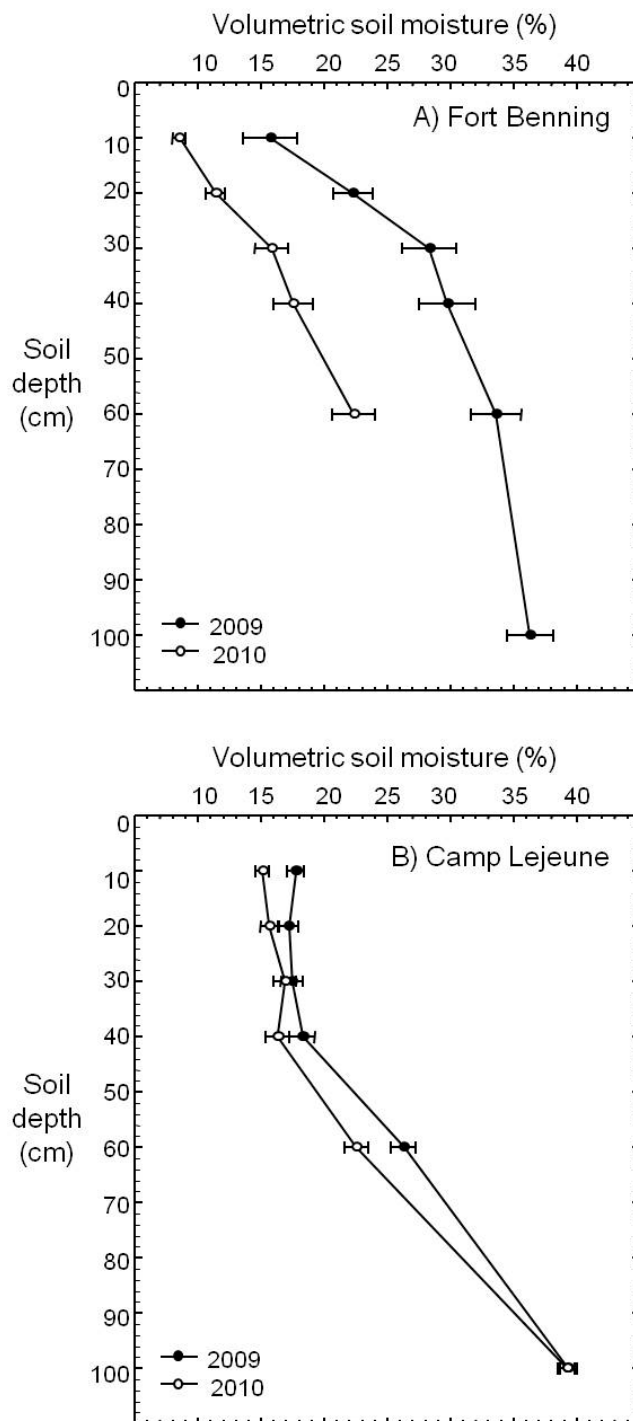 Volumetric soil moisture (%)
10 15 20 25 30 35 40
0
A) Fort Benning
10
20
30
40
50
Soil
depth
(cm)
60
70
80
90
100
2009
2010
Volumetric soil moisture (%)
10 15 20 25 30 35 40
0
B) Camp Lejeune
10
20
30
40
50
Soil
depth
(cm)
60
70
80
90
100
2009
2010